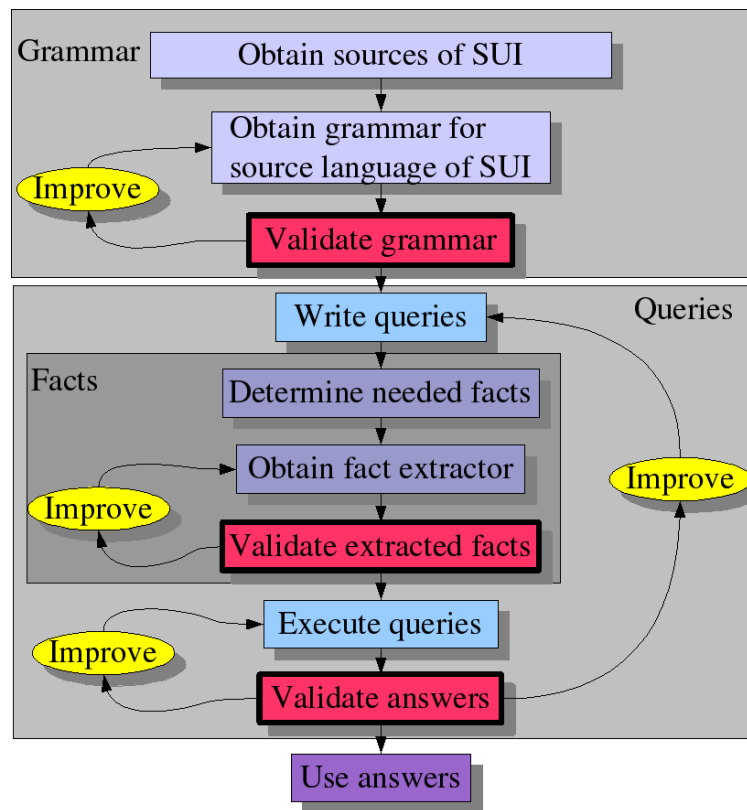 Grammar
Obtain sources of SUI
Obtain grammar for
source language of SUI
Improve
Validate grammar
Write queries
Queries
Facts
Determine needed facts
Obtain fact extractor
Improve
Improve
Validate extracted facts
Execute queries
Improve
Validate answers
Use answers